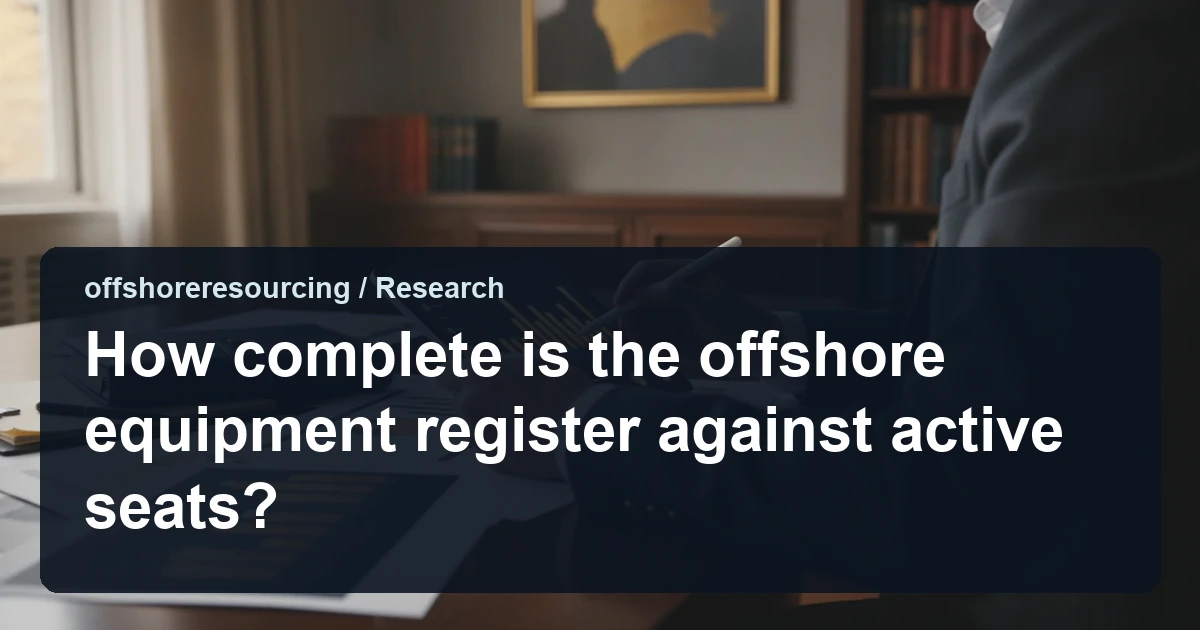 offshoreresourcing / Research
How complete is the offshore
equipment register against active
seats?